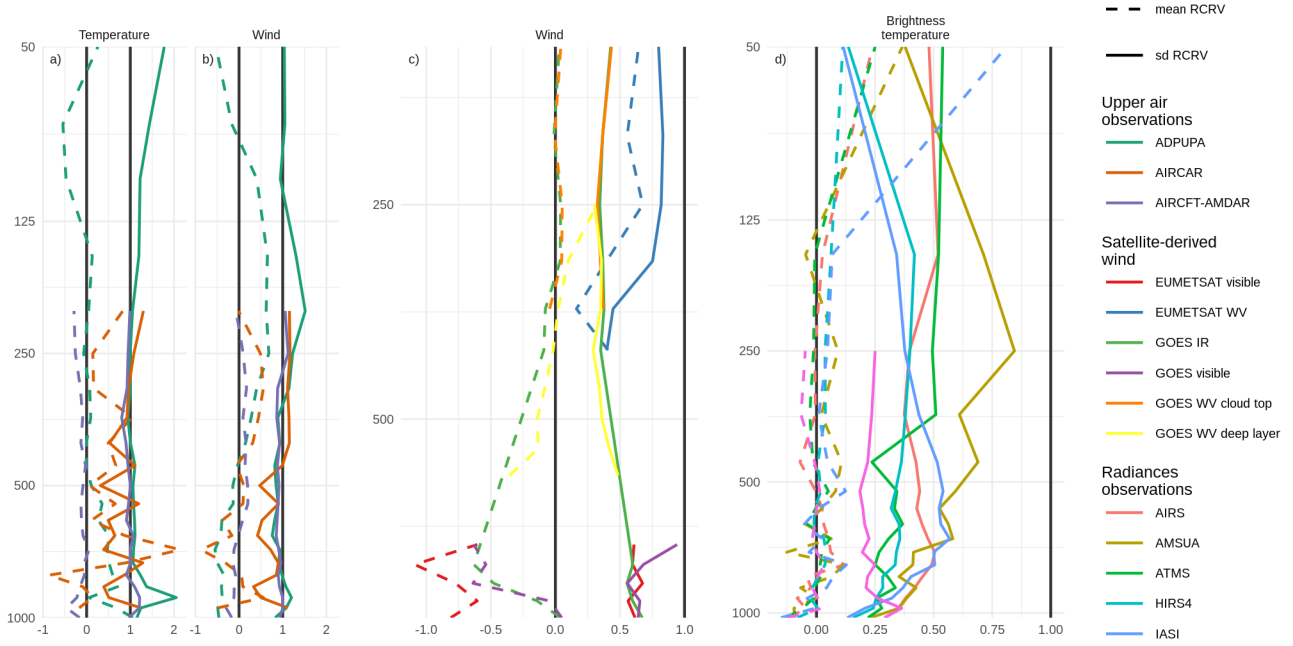 Temperature
Wind
a)
b)
50
125
250
500
1000
-1
0
1
2
-1
0
1
2
Wind
c)
250
500
-1.0
-0.5
0.0
0.5
1.0
Brightness
temperature
d)
50
125
250
500
1000
0.00
0.25
0.50
0.75
1.00
mean RCRV
sd RCRV
Upper air
observations
ADPUPA
AIRCAR
AIRCFT-AMDAR
Satellite-derived
wind
EUMETSAT visible
EUMETSAT WV
GOES IR
GOES visible
GOES WV cloud top
GOES WV deep layer
Radiances
observations
AIRS
AMSUA
ATMS
HIRS4
IASI